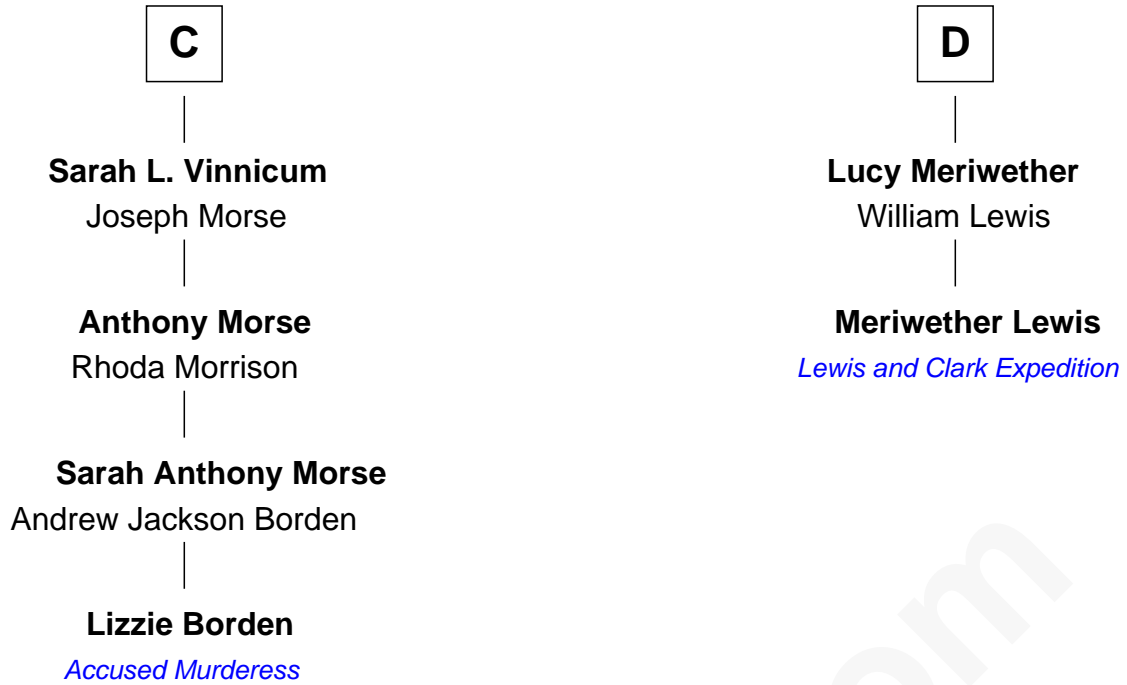 C
Sarah L. Vinnicum
Joseph Morse
Anthony Morse
Rhoda Morrison
Sarah Anthony Morse
Andrew Jackson Borden
Lizzie Borden
Accused Murderess
D
Lucy Meriwether
William Lewis
Meriwether Lewis
Lewis and Clark Expedition
om